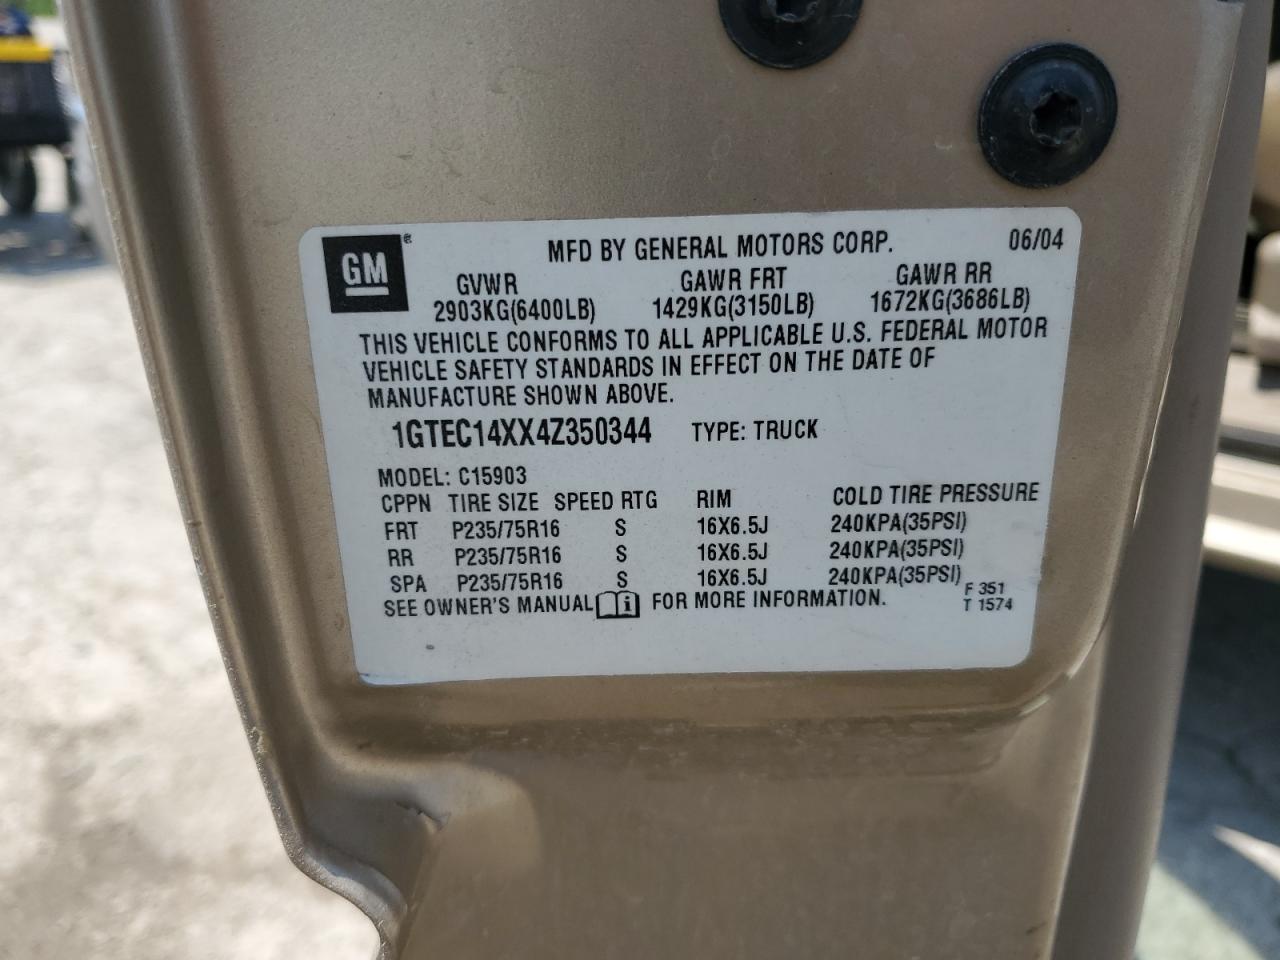 GM® MFD BY GENERAL MOTORS CORP. 06/04
GVWR GAWR FRT GAWR RR
2903KG(6400LB) 1429KG(3150LB) 1672KG(3686LB)
THIS VEHICLE CONFORMS TO ALL APPLICABLE U.S. FEDERAL MOTOR
VEHICLE SAFETY STANDARDS IN EFFECT ON THE DATE OF
MANUFACTURE SHOWN ABOVE.
1GTEC14XX4Z350344 TYPE: TRUCK
MODEL: C15903
CPPN TIRE SIZE SPEED RTG RIM COLD TIRE PRESSURE
FRT P235/75R16 S 16X6.5J 240KPA(35PSI)
RR P235/75R16 S 16X6.5J 240KPA(35PSI)
SPA P235/75R16 S 16X6.5J 240KPA(35PSI)
SEE OWNER'S MANUAL FOR MORE INFORMATION.
F 351
T 1574